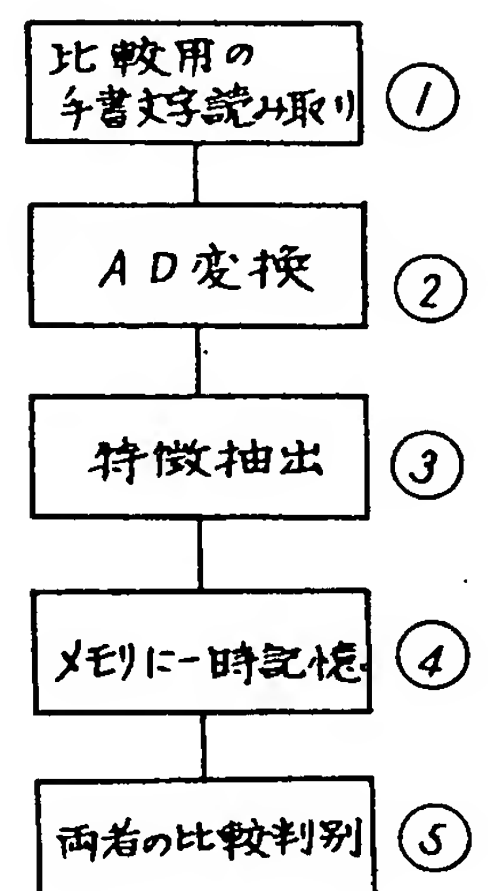 比較用の
手書文字読み取り
①
AD変換
②
特徴抽出
③
メモリに一時記憶
④
両者の比較判別
⑤